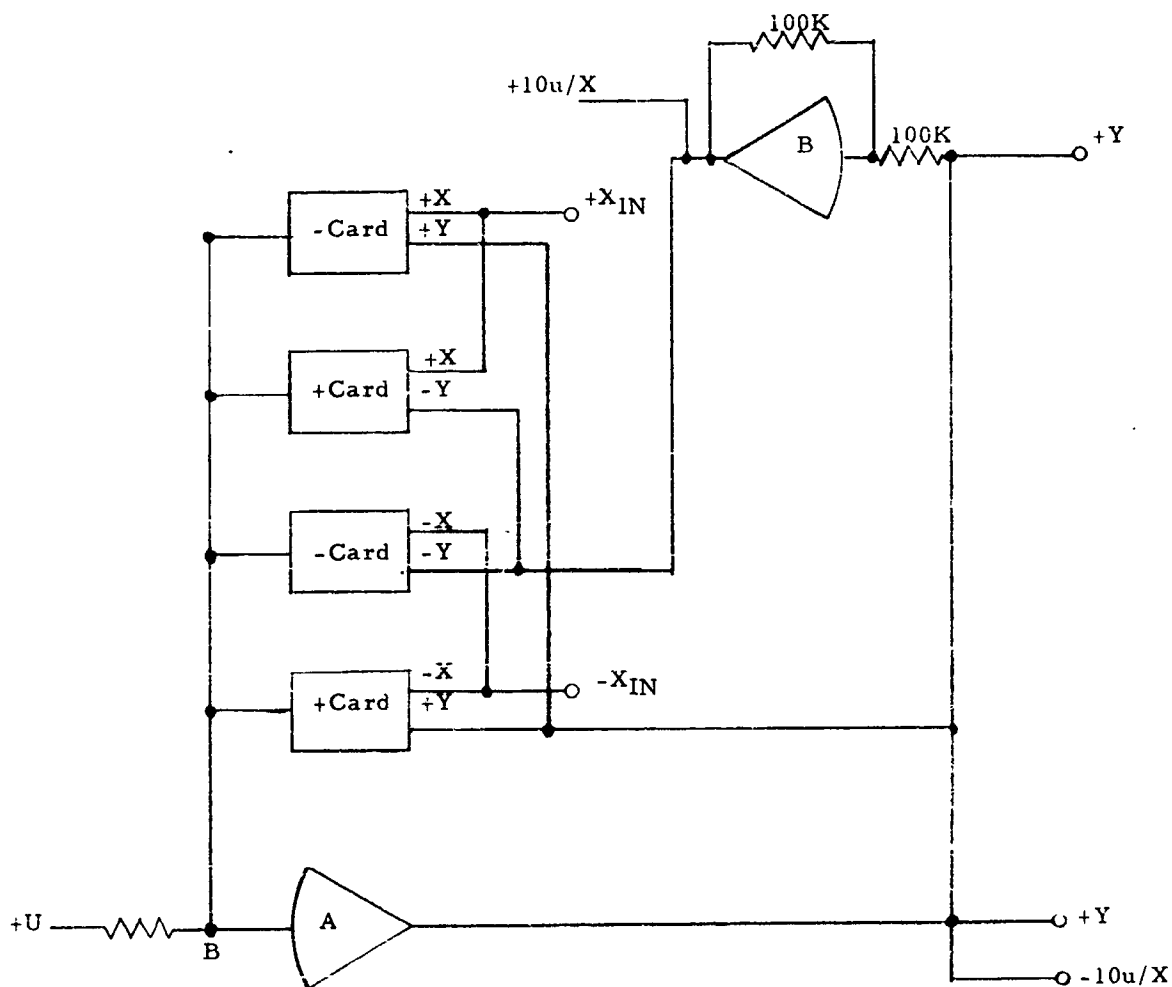 100K
+10u/X
B
100K
+Y
-Card
+X
+Y
+X_IN
+Card
+X
-Y
-Card
-X
-Y
+Card
-X
+Y
-X_IN
+U
B
A
+Y
-10u/X